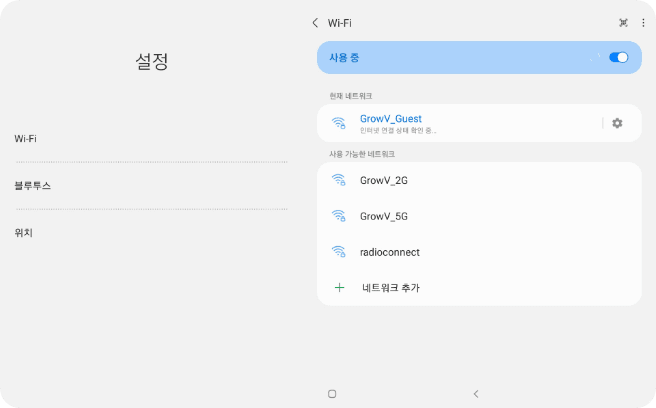 설정
Wi-Fi
블루투스
위치
Wi-Fi
사용 중
현재 네트워크
GrowV_Guest
인터넷 연결 상태 확인 중...
사용 가능한 네트워크
GrowV_2G
GrowV_5G
radioconnect
네트워크 추가